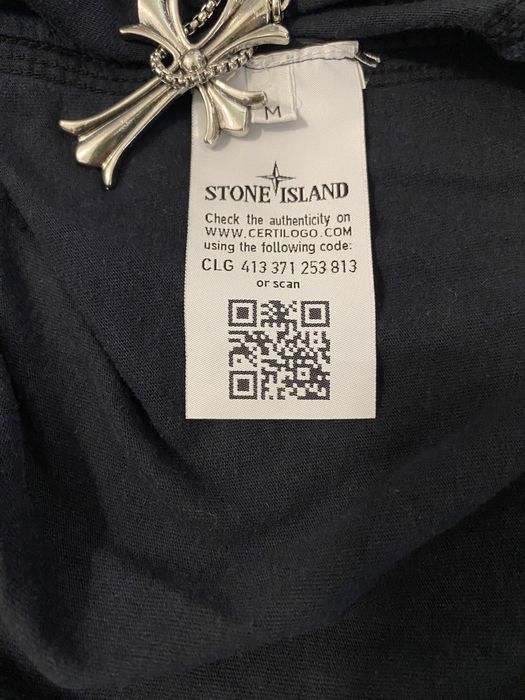 M
STONE ISLAND
Check the authenticity on
WWW.CERTILOGO.COM
using the following code:
CLG 413 371 253 813
or scan